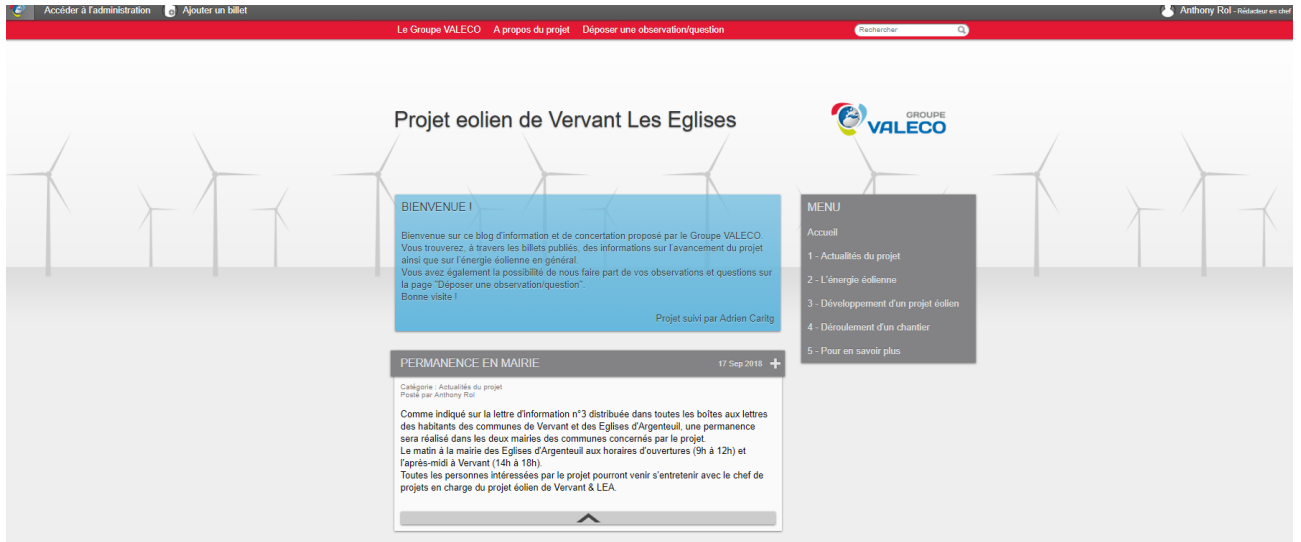 Accéder à l'administration Ajouter un billet Anthony Rol - Rédacteur en chef
Le Groupe VALECO A propos du projet Déposer une observation/question Rechercher
Projet eolien de Vervant Les Eglises
GROUPE
VALECO
BIENVENUE !
Bienvenue sur ce blog d'information et de concertation proposé par le Groupe VALECO.
Vous trouverez, à travers les billets publiés, des informations sur l'avancement du projet
ainsi que sur l'énergie éolienne en général.
Vous avez également la possibilité de nous faire part de vos observations et questions sur
la page "Déposer une observation/question".
Bonne visite !
Projet suivi par Adrien Caritg
MENU
Accueil
1 - Actualités du projet
2 - L'énergie éolienne
3 - Développement d'un projet éolien
4 - Déroulement d'un chantier
5 - Pour en savoir plus
PERMANENCE EN MAIRIE 17 Sep 2018
Catégorie : Actualités du projet
Posté par Anthony Rol
Comme indiqué sur la lettre d'information n°3 distribuée dans toutes les boîtes aux lettres
des habitants des communes de Vervant et des Eglises d'Argenteuil, une permanence
sera réalisé dans les deux mairies des communes concernés par le projet.
Le matin à la mairie des Eglises d'Argenteuil aux horaires d'ouvertures (9h à 12h) et
l'après-midi à Vervant (14h à 18h).
Toutes les personnes intéressées par le projet pourront venir s'entretenir avec le chef de
projets en charge du projet éolien de Vervant & LEA.